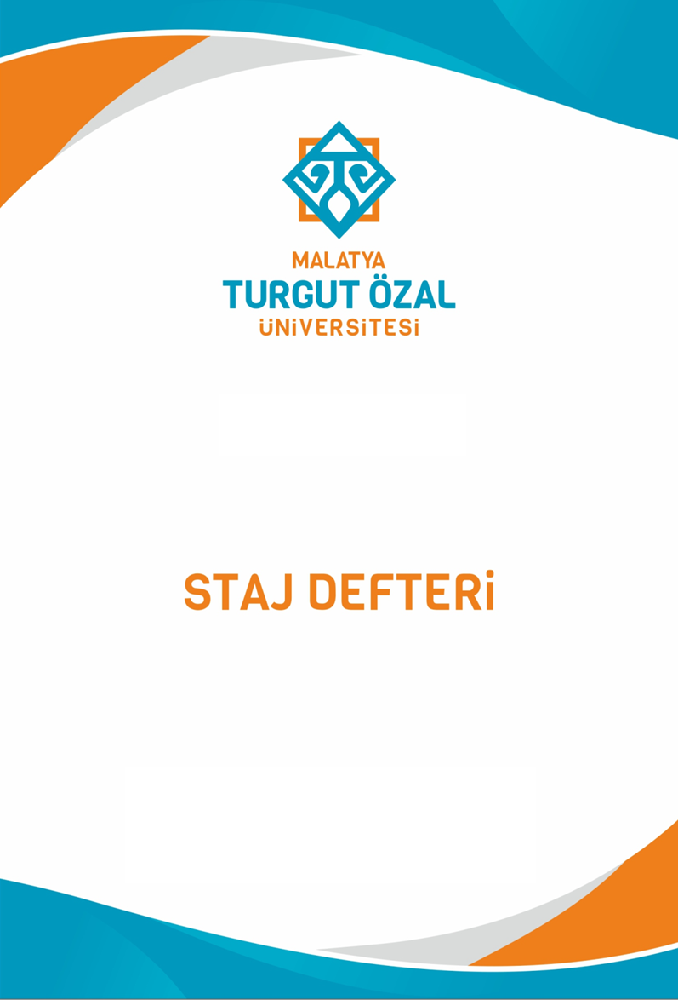 MALATYA
TURGUT ÖZAL
ÜNİVERSİTESİ
STAJ DEFTERİ